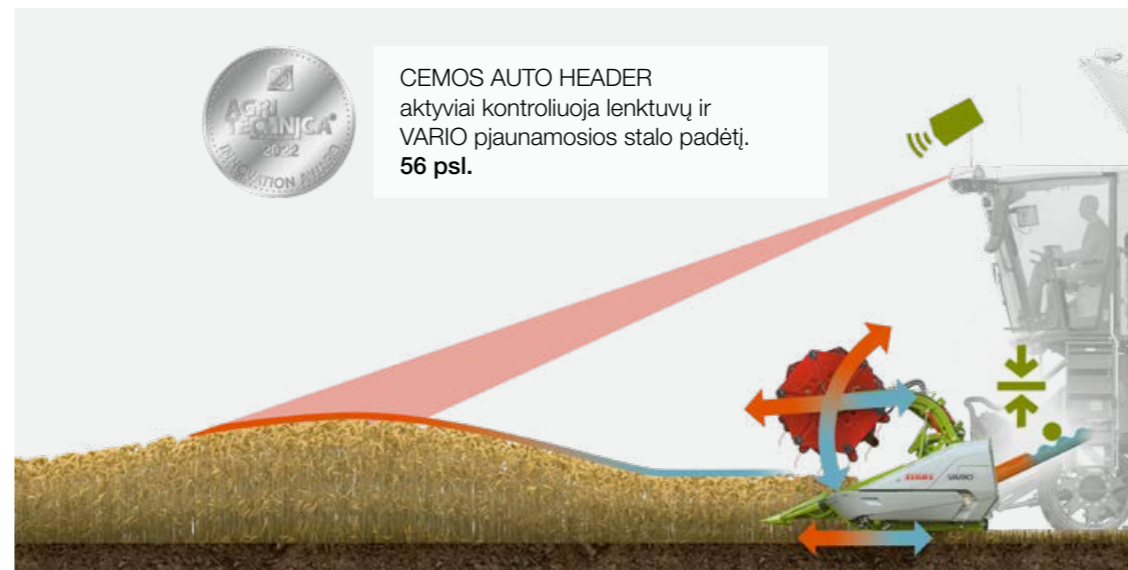 AGRI
TECHNICA
2022
INNOVATION AWARD
CEMOS AUTO HEADER
aktyviai kontroliuoja lenktuvų ir
VARIO pjaunamosios stalo padėtį.
56 psl.
CLAAS VARIO